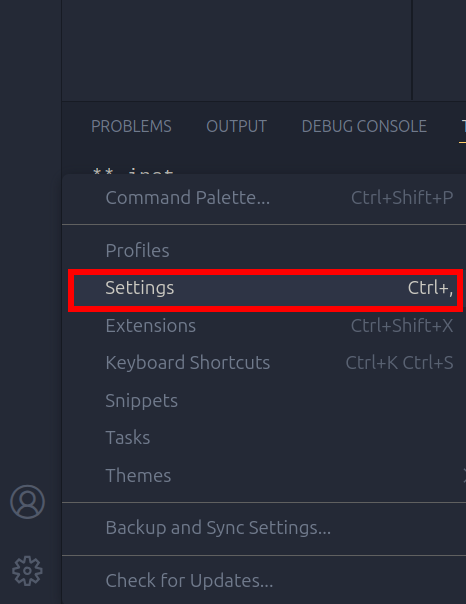 PROBLEMS OUTPUT DEBUG CONSOLE
Command Palette... Ctrl+Shift+P
Profiles
Settings Ctrl+,
Extensions Ctrl+Shift+X
Keyboard Shortcuts Ctrl+K Ctrl+S
Snippets
Tasks
Themes
Backup and Sync Settings...
Check for Updates...